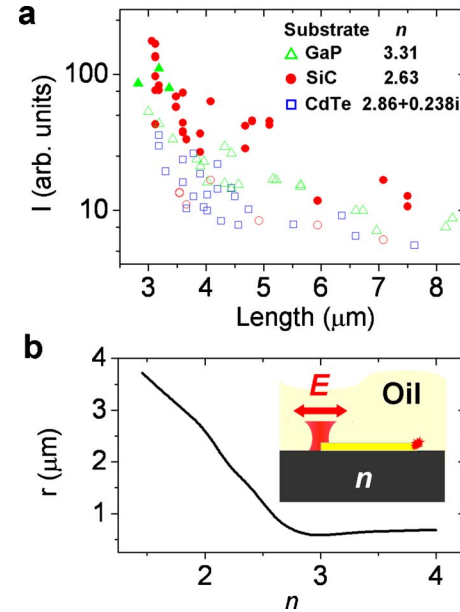 a
Substrate n
GaP 3.31
SiC 2.63
CdTe 2.86+0.238i
I (arb. units)
100
10
3 4 5 6 7 8
Length (μm)
b
r (μm)
4
3
2
1
E
Oil
n
2 3 4
n